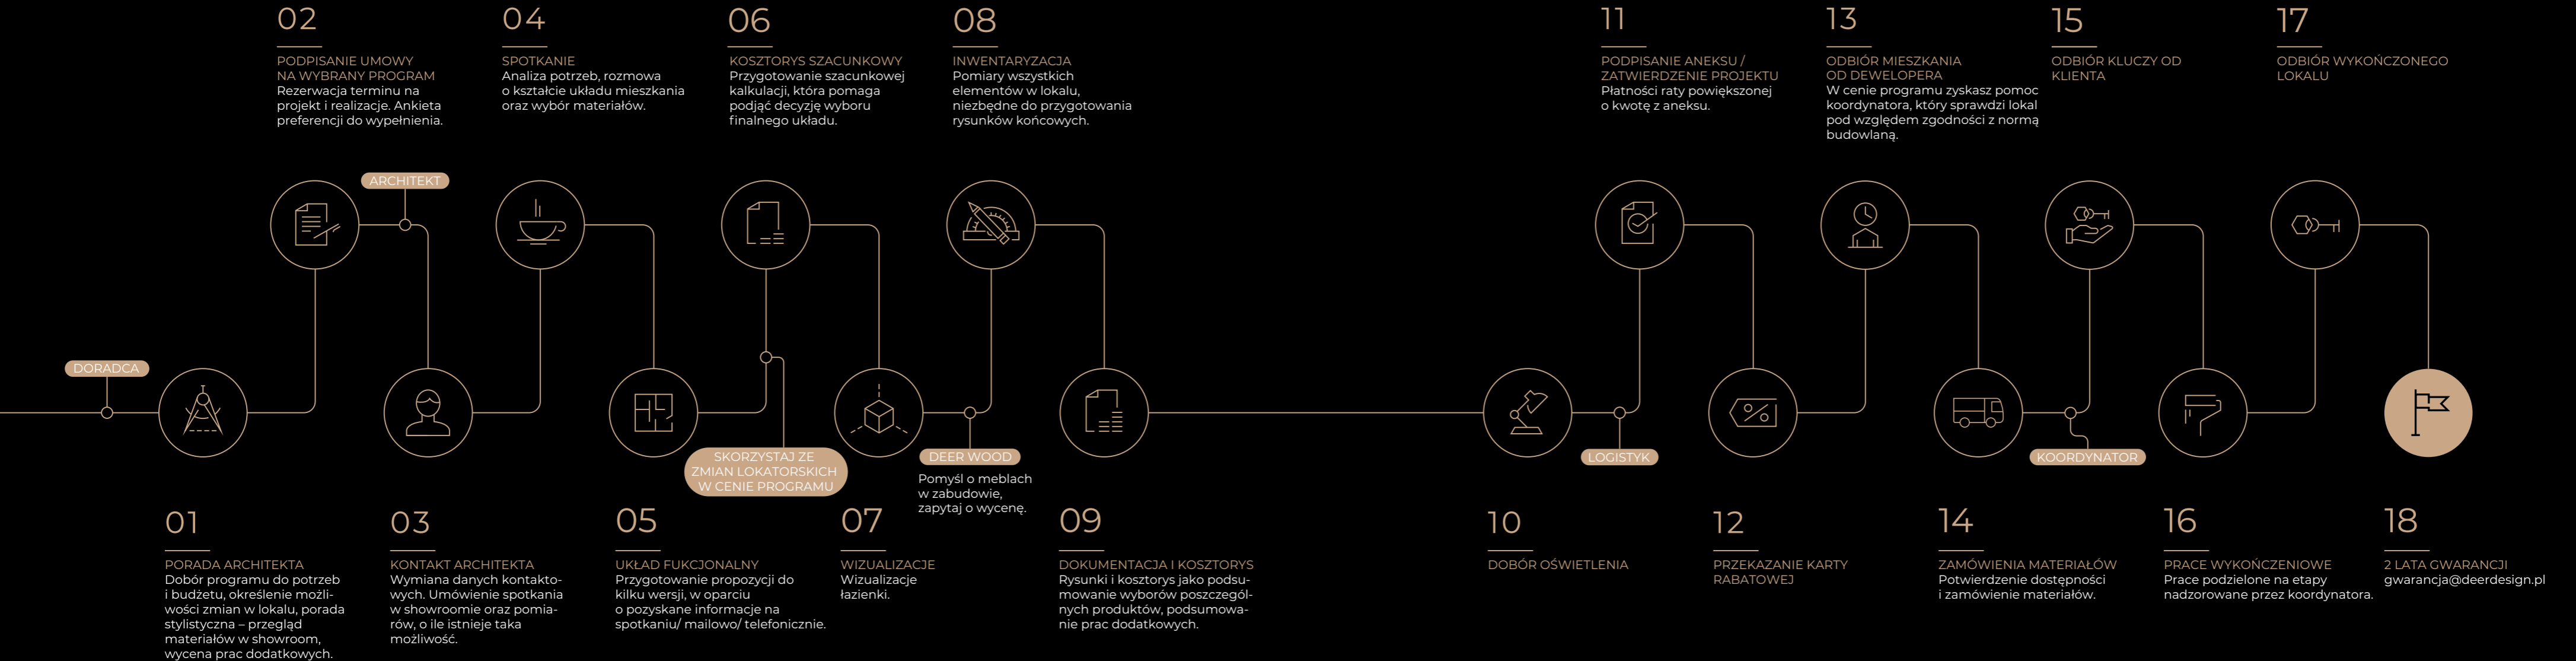 02
PODPISANIE UMOWY
NA WYBRANY PROGRAM
Rezerwacja terminu na
projekt i realizacje. Ankieta
preferencji do wypełnienia.
04
SPOTKANIE
Analiza potrzeb, rozmowa
o kształcie układu mieszkania
oraz wybór materiałów.
06
KOSZTORYS SZACUNKOWY
Przygotowanie szacunkowej
kalkulacji, która pomaga
podjąć decyzję wyboru
finalnego układu.
08
INWENTARYZACJA
Pomiary wszystkich
elementów w lokalu,
niezbędne do przygotowania
rysunków końcowych.
11
PODPISANIE ANEKSU /
ZATWIERDZENIE PROJEKTU
Płatności raty powiększonej
o kwotę z aneksu.
13
ODBIÓR MIESZKANIA
OD DEWELOPERA
W cenie programu zyskasz pomoc
koordynatora, który sprawdzi lokal
pod względem zgodności z normą
budowlaną.
15
ODBIÓR KLUCZY OD
KLIENTA
17
ODBIÓR WYKOŃCZONEGO
LOKALU
ARCHITEKT
DORADCA
SKORZYSTAJ ZE
ZMIAN LOKATORSKICH
W CENIE PROGRAMU
DEER WOOD
Pomyśl o meblach
w zabudowie,
zapytaj o wycenę.
LOGISTYK
KOORDYNATOR
01
PORADA ARCHITEKTA
Dobór programu do potrzeb
i budżetu, określenie możli-
wości zmian w lokalu, porada
stylistyczna – przegląd
materiałów w showroom,
wycena prac dodatkowych.
03
KONTAKT ARCHITEKTA
Wymiana danych kontakto-
wych. Umówienie spotkania
w showroomie oraz pomia-
rów, o ile istnieje taka
możliwość.
05
UKŁAD FUKCJONALNY
Przygotowanie propozycji do
kilku wersji, w oparciu
o pozyskane informacje na
spotkaniu/ mailowo/ telefonicznie.
07
WIZUALIZACJE
Wizualizacje
łazienki.
09
DOKUMENTACJA I KOSZTORYS
Rysunki i kosztorys jako podsu-
mowanie wyborów poszczegól-
nych produktów, podsumowa-
nie prac dodatkowych.
10
DOBÓR OŚWIETLENIA
12
PRZEKAZANIE KARTY
RABATOWEJ
14
ZAMÓWIENIA MATERIAŁÓW
Potwierdzenie dostępności
i zamówienie materiałów.
16
PRACE WYKOŃCZENIOWE
Prace podzielone na etapy
nadzorowane przez koordynatora.
18
2 LATA GWARANCJI
gwarancja@deerdesign.pl